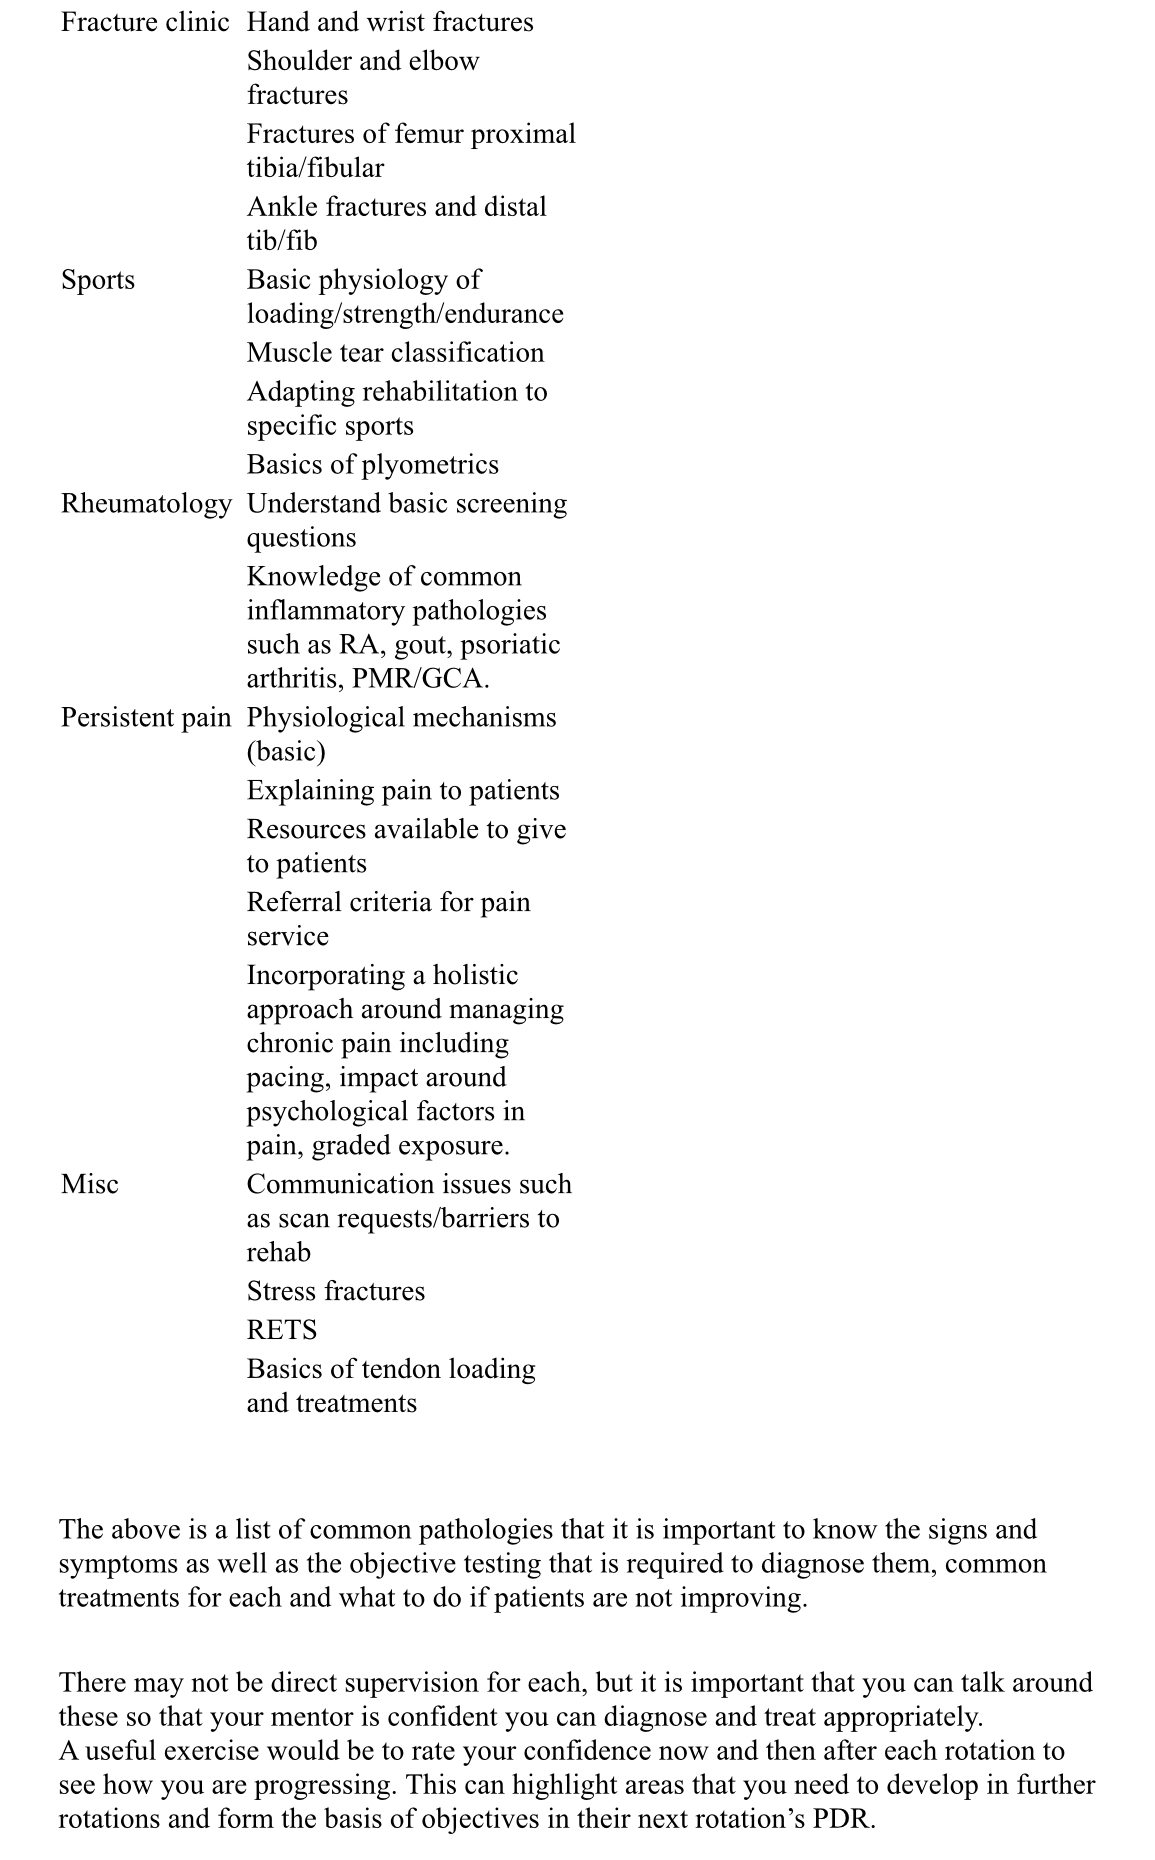 Fracture clinic Hand and wrist fractures
Shoulder and elbow
fractures
Fractures of femur proximal
tibia/fibular
Ankle fractures and distal
tib/fib
Sports Basic physiology of
loading/strength/endurance
Muscle tear classification
Adapting rehabilitation to
specific sports
Basics of plyometrics
Rheumatology Understand basic screening
questions
Knowledge of common
inflammatory pathologies
such as RA, gout, psoriatic
arthritis, PMR/GCA.
Persistent pain Physiological mechanisms
(basic)
Explaining pain to patients
Resources available to give
to patients
Referral criteria for pain
service
Incorporating a holistic
approach around managing
chronic pain including
pacing, impact around
psychological factors in
pain, graded exposure.
Misc Communication issues such
as scan requests/barriers to
rehab
Stress fractures
RETS
Basics of tendon loading
and treatments
The above is a list of common pathologies that it is important to know the signs and
symptoms as well as the objective testing that is required to diagnose them, common
treatments for each and what to do if patients are not improving.
There may not be direct supervision for each, but it is important that you can talk around
these so that your mentor is confident you can diagnose and treat appropriately.
A useful exercise would be to rate your confidence now and then after each rotation to
see how you are progressing. This can highlight areas that you need to develop in further
rotations and form the basis of objectives in their next rotation’s PDR.